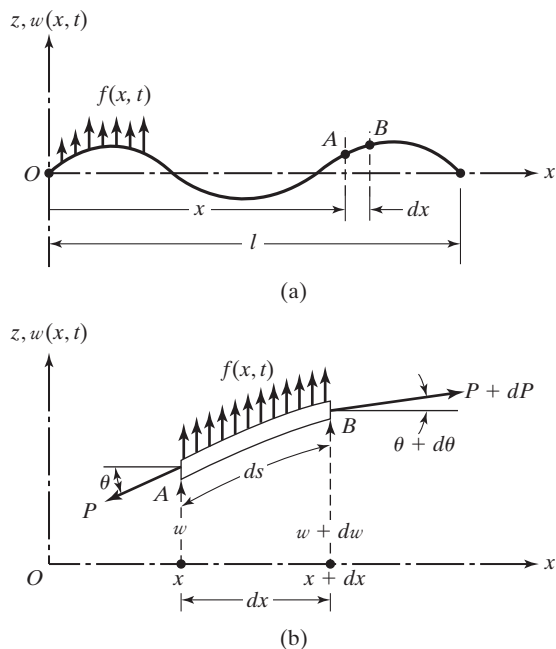 z, w(x, t)
f(x, t)
A
B
O
x
x
dx
l
(a)
z, w(x, t)
f(x, t)
P + dP
B
θ + dθ
θ
ds
A
P
w
w + dw
O
x
x + dx
x
dx
(b)